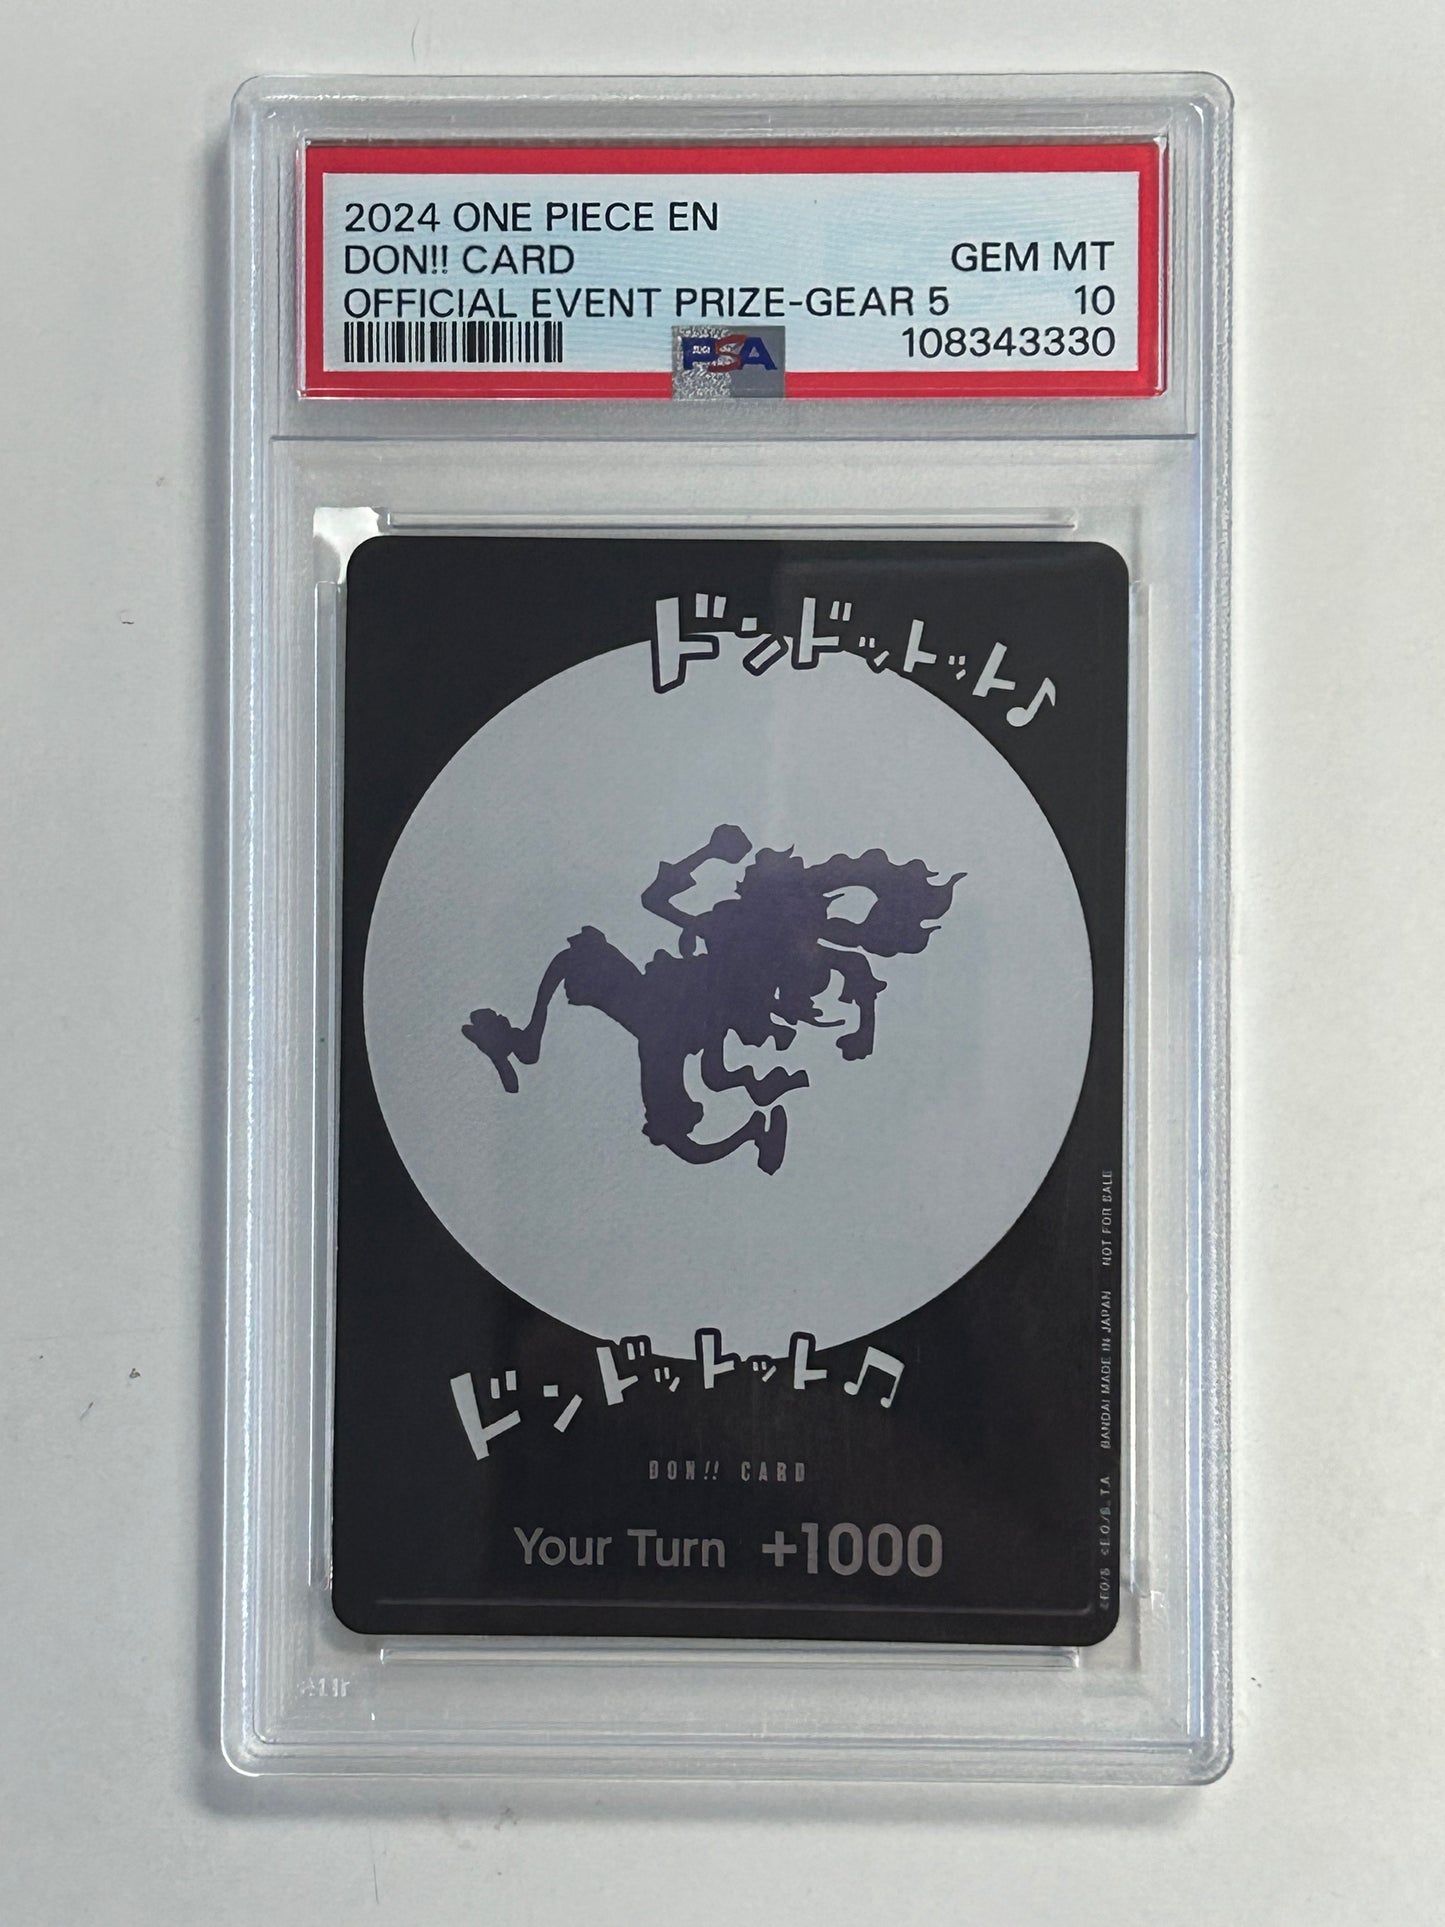 2024 ONE PIECE EN
DON!! CARD
GEM MT
OFFICIAL EVENT PRIZE-GEAR 5
10
PSA
108343330
ドンドットット♪
ドンドットット♫
DON!! CARD
Your Turn +1000
BANDAI MADE IN JAPAN NOT FOR SALE